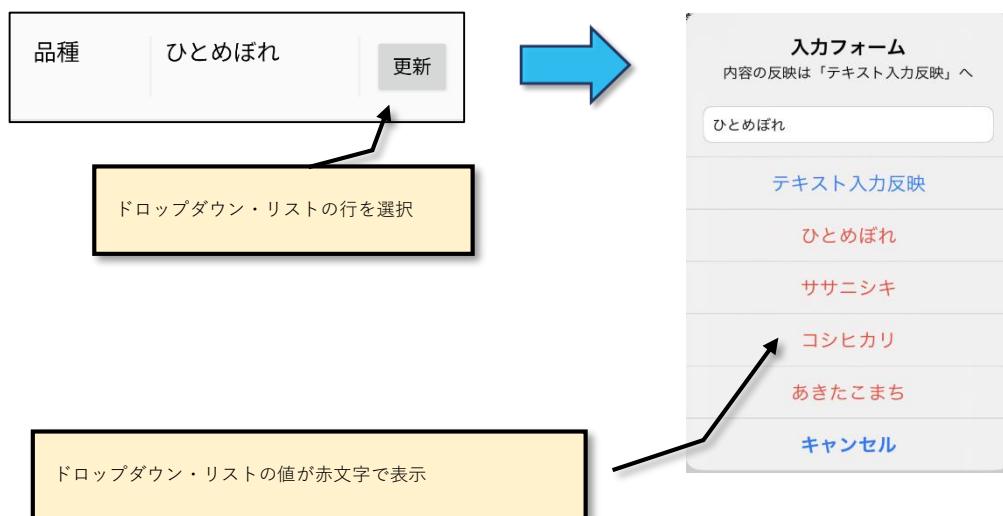 品種
ひとめぼれ
更新
ドロップダウン・リストの行を選択
入力フォーム
内容の反映は「テキスト入力反映」へ
ひとめぼれ
テキスト入力反映
ひとめぼれ
ササニシキ
コシヒカリ
あきたこまち
キャンセル
ドロップダウン・リストの値が赤文字で表示